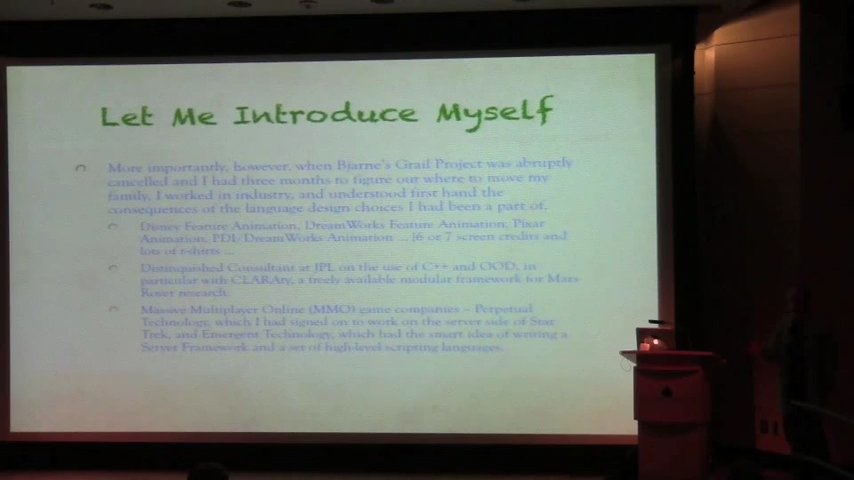 Let Me Introduce Myself
More importantly, however, when Bjarne's Grail Project was abruptly
cancelled and I had three months to figure out where to move my
family, I worked in industry, and understood first hand the
consequences of the language design choices I had been a part of.
Disney Feature Animation, DreamWorks Feature Animation, Pixar
Animation, PDI/DreamWorks Animation ... 16 or 7 screen credits and
lots of t-shirts ...
Distinguished Consultant at JPL on the use of C++ and OOD, in
particular with CLARAty, a freely available modular framework for Mars
Rover research.
Massive Multiplayer Online (MMO) game companies – Perpetual
Technology, which I had signed on to work on the server side of Star
Trek, and Emergent Technology, which had the smart idea of writing a
Server Framework and a set of high-level scripting languages.